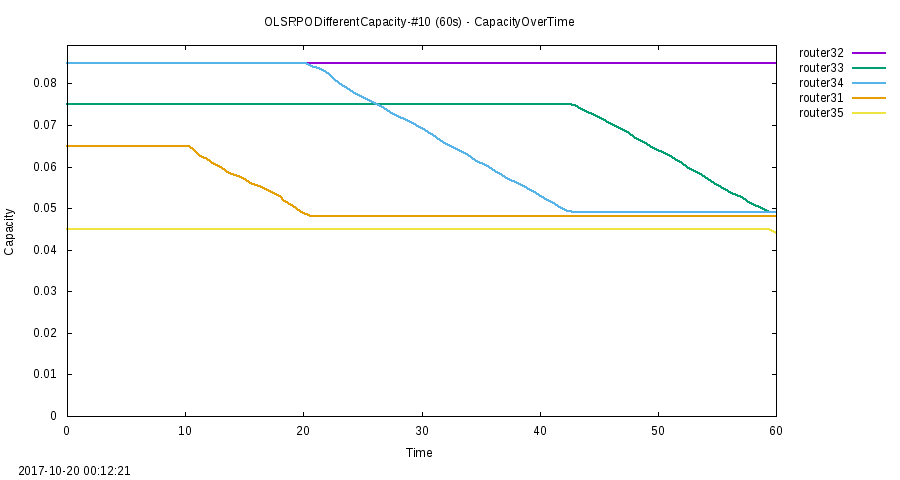 OLSRPODifferentCapacity-#10 (60s) - CapacityOverTime
router32
router33
router34
router31
router35
0.08
0.07
0.06
0.05
0.04
0.03
0.02
0.01
0
Capacity
0 10 20 30 40 50 60
Time
2017-10-20 00:12:21